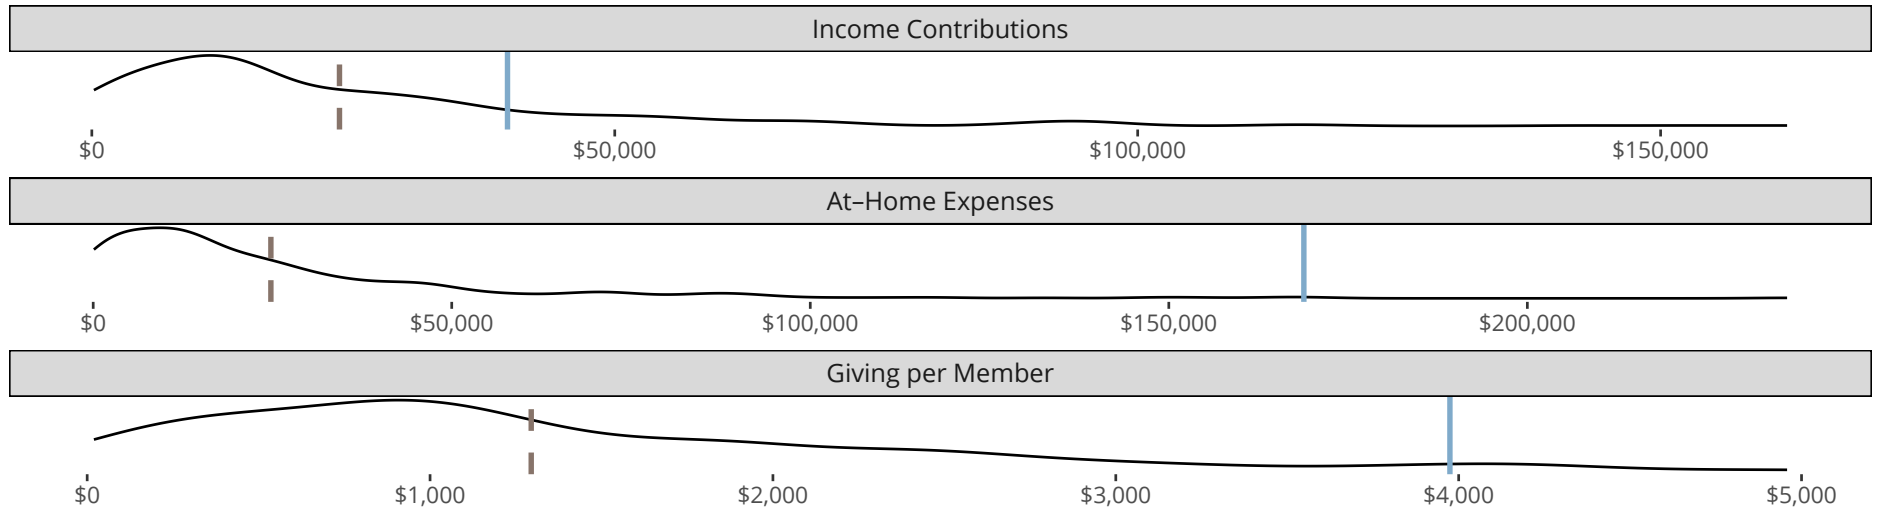 Income Contributions
$0 $50,000 $100,000 $150,000
At–Home Expenses
$0 $50,000 $100,000 $150,000 $200,000
Giving per Member
$0 $1,000 $2,000 $3,000 $4,000 $5,000